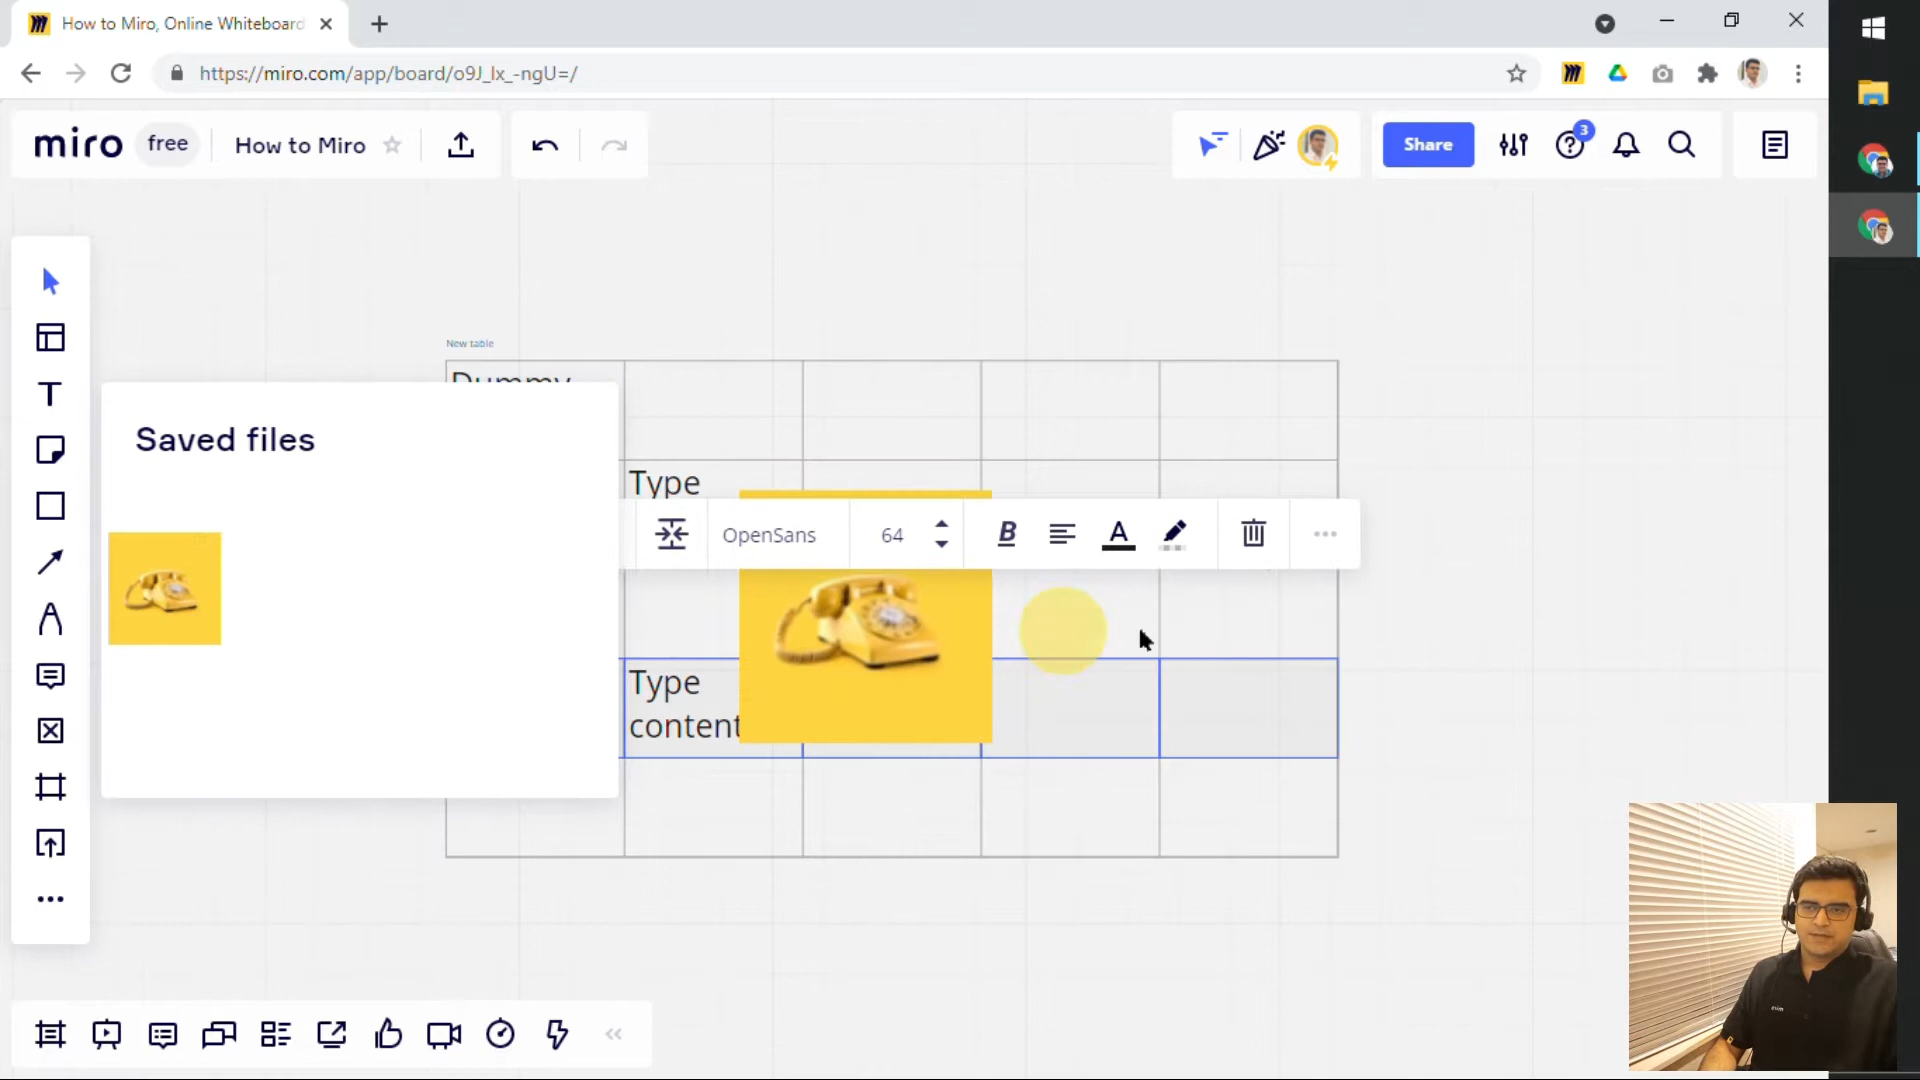 How to Miro, Online Whiteboard
https://miro.com/app/board/o9J_lx_-ngU=/
miro
free
How to Miro
Share
3
New table
Dummy
Saved files
Type
OpenSans
64
B
A
Type
content